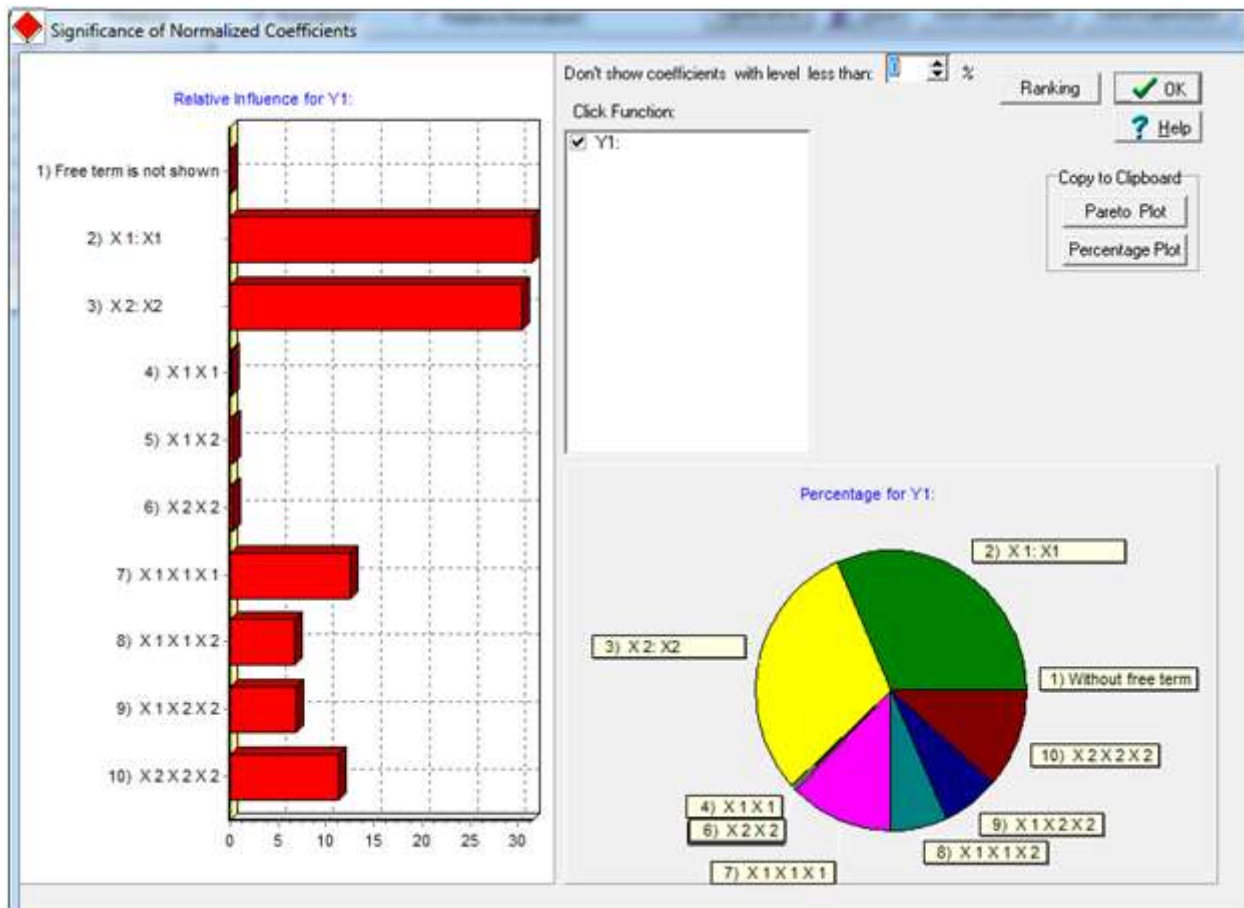 Significance of Normalized Coefficients
Relative Influence for Y1:
1) Free term is not shown
2) X 1: X1
3) X 2: X2
4) X 1 X 1
5) X 1 X 2
6) X 2 X 2
7) X 1 X 1 X 1
8) X 1 X 1 X 2
9) X 1 X 2 X 2
10) X 2 X 2 X 2
0 5 10 15 20 25 30
Don't show coefficients with level less than: 0 %
Click Function:
Y1:
Ranking
OK
? Help
Copy to Clipboard
Pareto Plot
Percentage Plot
Percentage for Y1:
2) X 1: X1
3) X 2: X2
1) Without free term
10) X 2 X 2 X 2
4) X 1 X 1
6) X 2 X 2
9) X 1 X 2 X 2
8) X 1 X 1 X 2
7) X 1 X 1 X 1